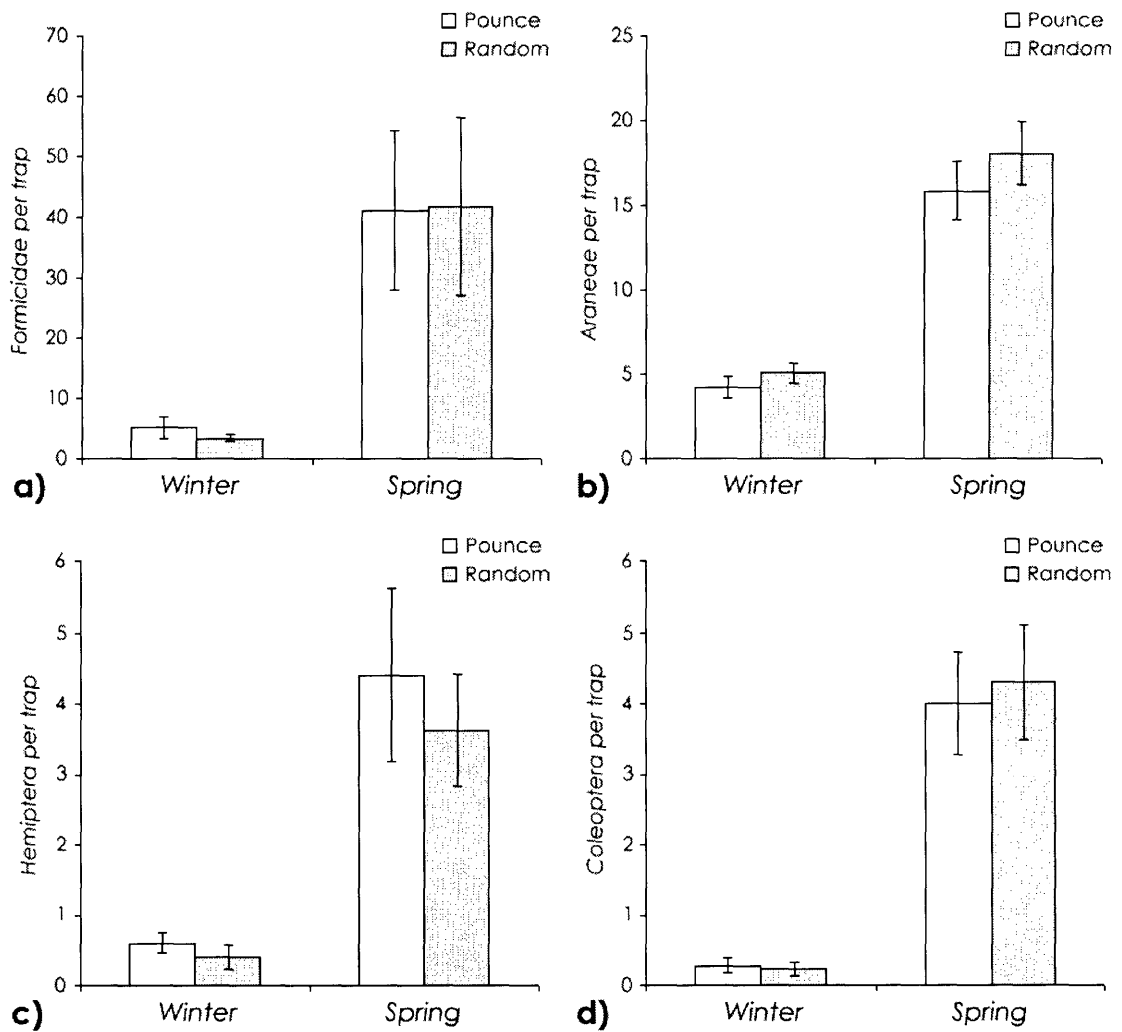 Pounce
Random
70
60
50
40
30
20
10
0
Formicidae per trap
Winter
Spring
a)
Pounce
Random
25
20
15
10
5
0
Araneae per trap
Winter
Spring
b)
Pounce
Random
6
5
4
3
2
1
0
Hemiptera per trap
Winter
Spring
c)
Pounce
Random
6
5
4
3
2
1
0
Coleoptera per trap
Winter
Spring
d)